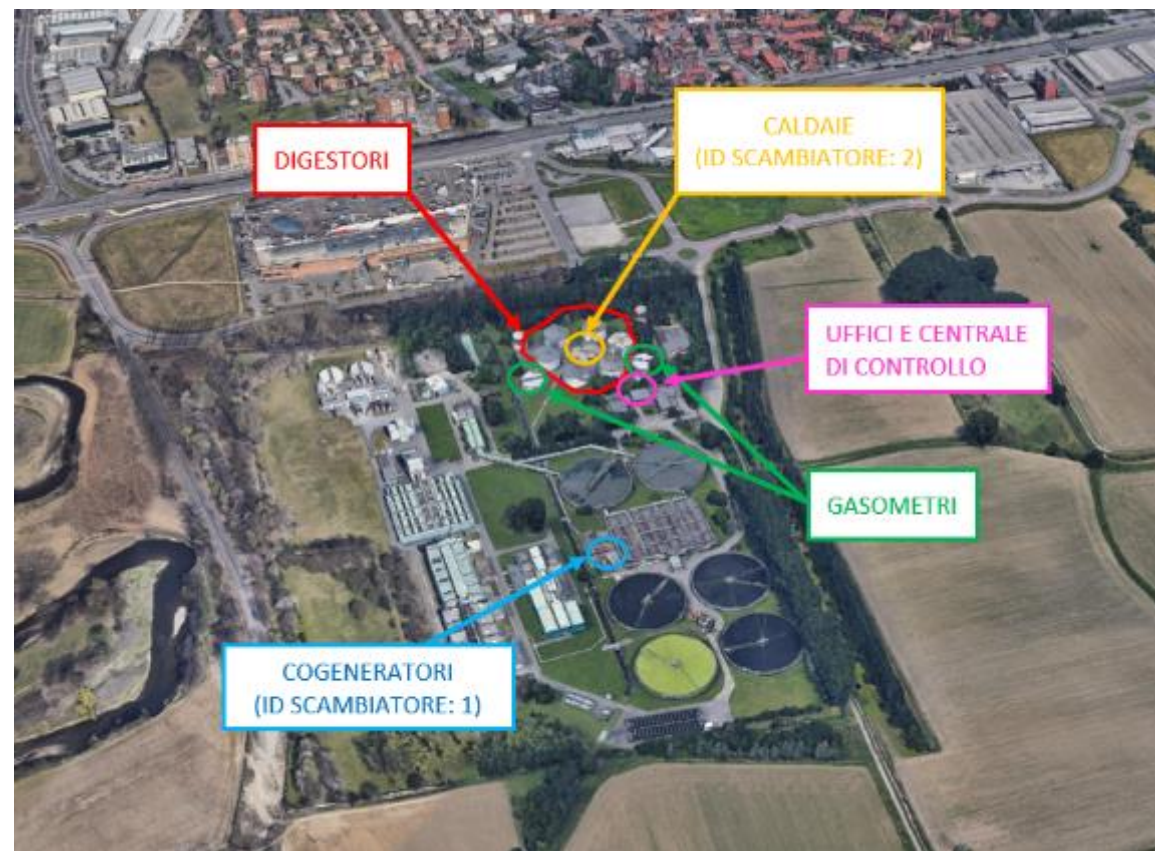 DIGESTORI
CALDAIE
(ID SCAMBIATORE: 2)
UFFICI E CENTRALE
DI CONTROLLO
GASOMETRI
COGENERATORI
(ID SCAMBIATORE: 1)